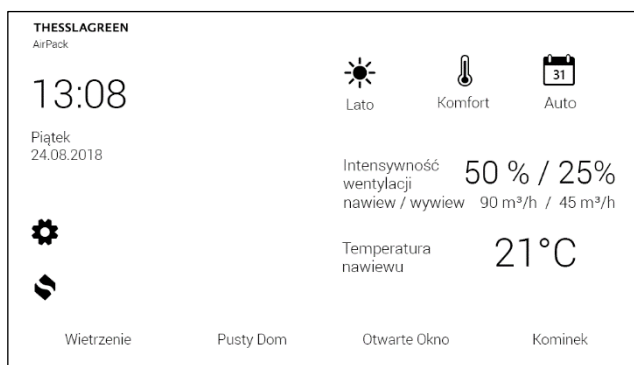 THESSLAGREEN
AirPack
13:08
Piątek
24.08.2018
31
Lato
Komfort
Auto
Intensywność
wentylacji
nawiew / wywiew
50 % / 25%
90 m³/h / 45 m³/h
Temperatura
nawiewu
21°C
Wietrzenie
Pusty Dom
Otwarte Okno
Kominek